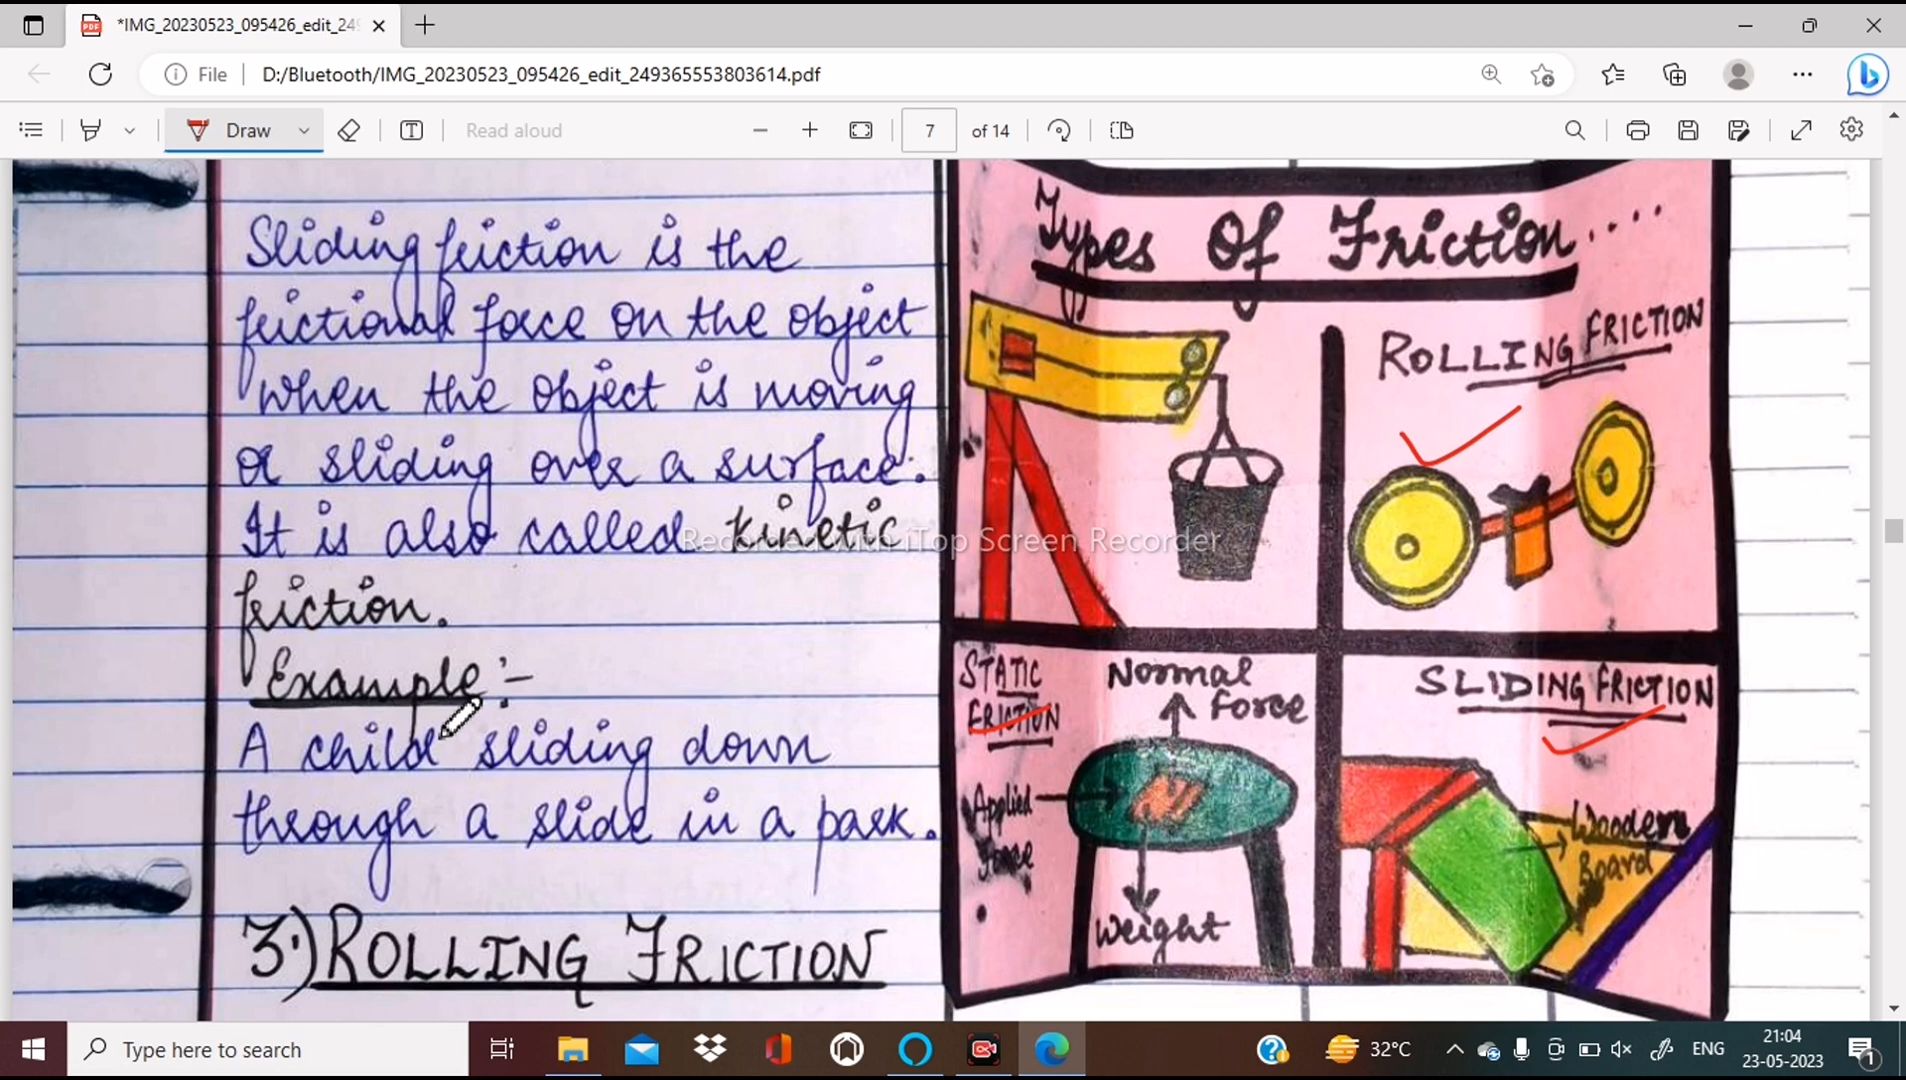 *IMG_20230523_095426_edit_249
File
D:/Bluetooth/IMG_20230523_095426_edit_249365553803614.pdf
Draw
Read aloud
7
of 14
Sliding friction is the
frictional force on the object
when the object is moving
or sliding over a surface.
It is also called kinetic
friction.
Example :-
A child sliding down
through a slide in a park.
3.) ROLLING FRICTION
Types Of Friction....
ROLLING FRICTION
STATIC
FRICTION
Normal
Force
Applied
Force
Weight
SLIDING FRICTION
Wooden
Board
Recorded with iTop Screen Recorder
Type here to search
32°C
ENG
21:04
23-05-2023
1